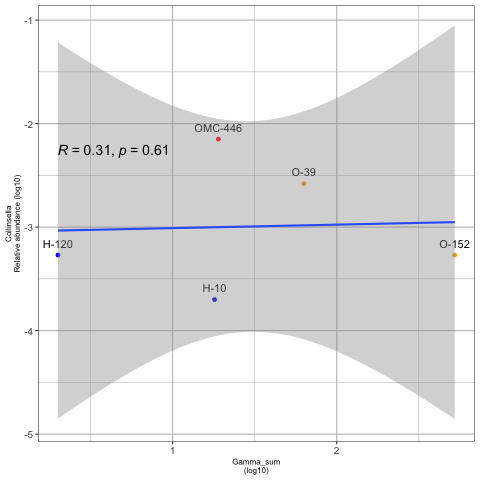 -1
-2
-3
-4
-5
Collinsella
Relative abundance (log10)
OMC-446
R = 0.31, p = 0.61
O-39
H-120
O-152
H-10
1
2
Gamma_sum
(log10)